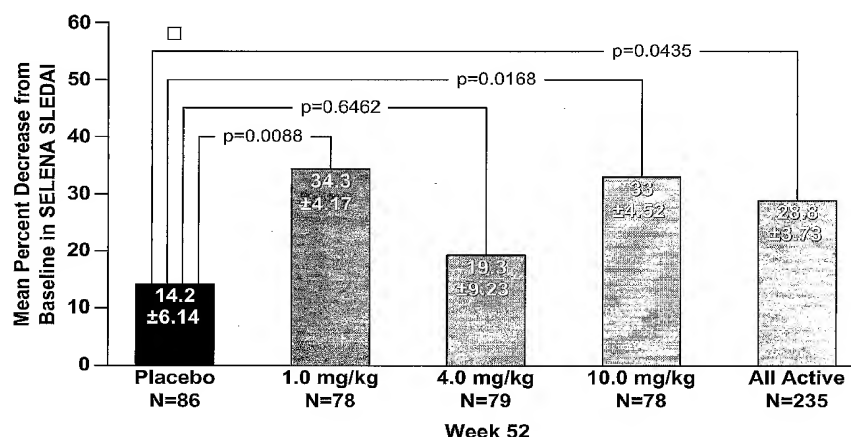 Mean Percent Decrease from
Baseline in SELENA SLEDAI
60
50
40
30
20
10
0
p=0.0435
p=0.0168
p=0.6462
p=0.0088
14.2
±6.14
34.3
±4.17
19.3
±9.23
33
±4.52
28.8
±3.73
Placebo
N=86
1.0 mg/kg
N=78
4.0 mg/kg
N=79
10.0 mg/kg
N=78
All Active
N=235
Week 52